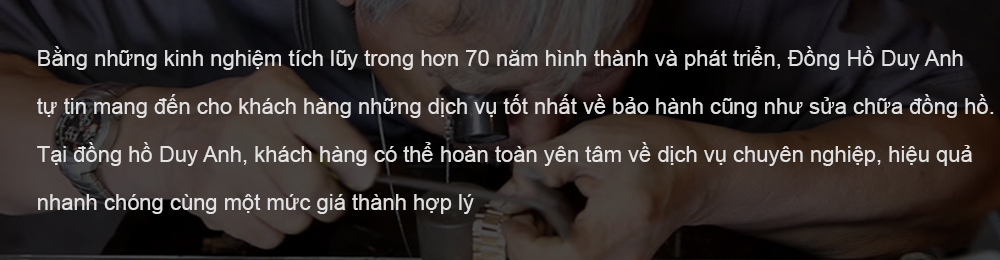 Bằng những kinh nghiệm tích lũy trong hơn 70 năm hình thành và phát triển, Đồng Hồ Duy Anh
tự tin mang đến cho khách hàng những dịch vụ tốt nhất về bảo hành cũng như sửa chữa đồng hồ.
Tại đồng hồ Duy Anh, khách hàng có thể hoàn toàn yên tâm về dịch vụ chuyên nghiệp, hiệu quả
nhanh chóng cùng một mức giá thành hợp lý